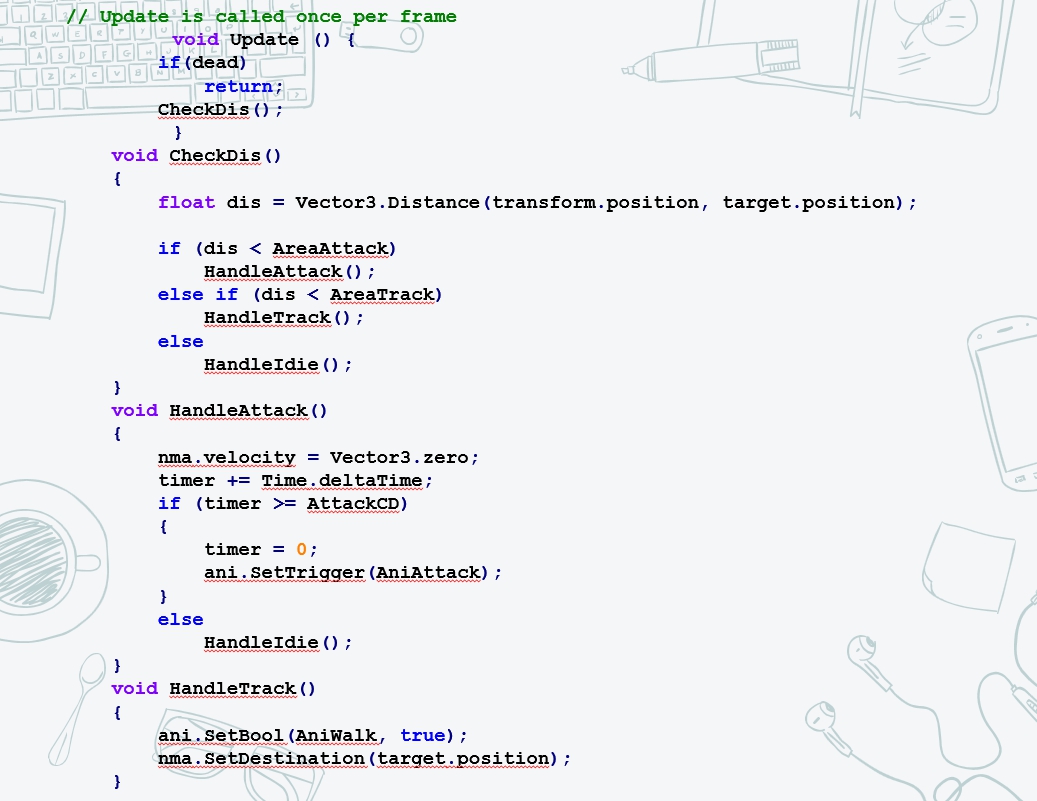 // Update is called once per frame
void Update () {
if(dead)
return;
CheckDis();
}
void CheckDis()
{
float dis = Vector3.Distance(transform.position, target.position);
if (dis < AreaAttack)
HandleAttack();
else if (dis < AreaTrack)
HandleTrack();
else
HandleIdie();
}
void HandleAttack()
{
nma.velocity = Vector3.zero;
timer += Time.deltaTime;
if (timer >= AttackCD)
{
timer = 0;
ani.SetTrigger(AniAttack);
}
else
HandleIdie();
}
void HandleTrack()
{
ani.SetBool(AniWalk, true);
nma.SetDestination(target.position);
}